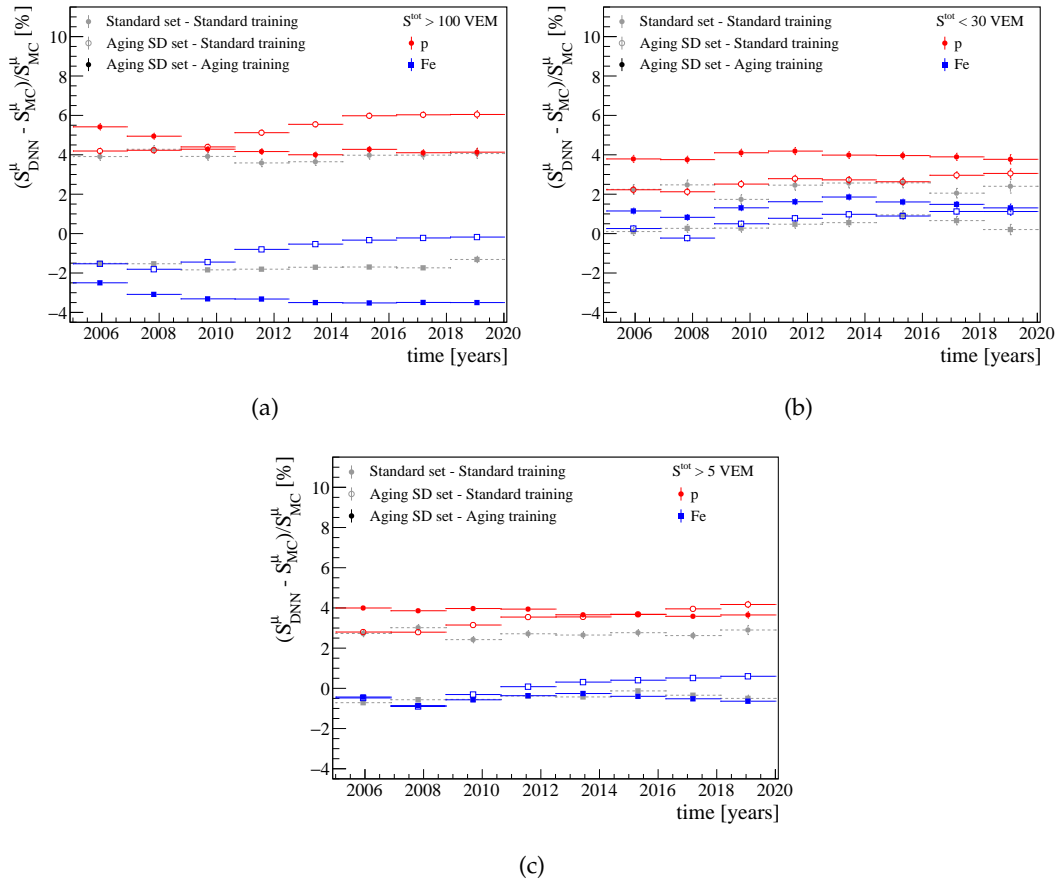 Standard set - Standard training
Aging SD set - Standard training
Aging SD set - Aging training
S^tot > 100 VEM
p
Fe
(S^μ_DNN - S^μ_MC)/S^μ_MC [%]
10
8
6
4
2
0
−2
−4
2006 2008 2010 2012 2014 2016 2018 2020
time [years]
(a)
Standard set - Standard training
Aging SD set - Standard training
Aging SD set - Aging training
S^tot < 30 VEM
p
Fe
(S^μ_DNN - S^μ_MC)/S^μ_MC [%]
10
8
6
4
2
0
−2
−4
2006 2008 2010 2012 2014 2016 2018 2020
time [years]
(b)
Standard set - Standard training
Aging SD set - Standard training
Aging SD set - Aging training
S^tot > 5 VEM
p
Fe
(S^μ_DNN - S^μ_MC)/S^μ_MC [%]
10
8
6
4
2
0
−2
−4
2006 2008 2010 2012 2014 2016 2018 2020
time [years]
(c)